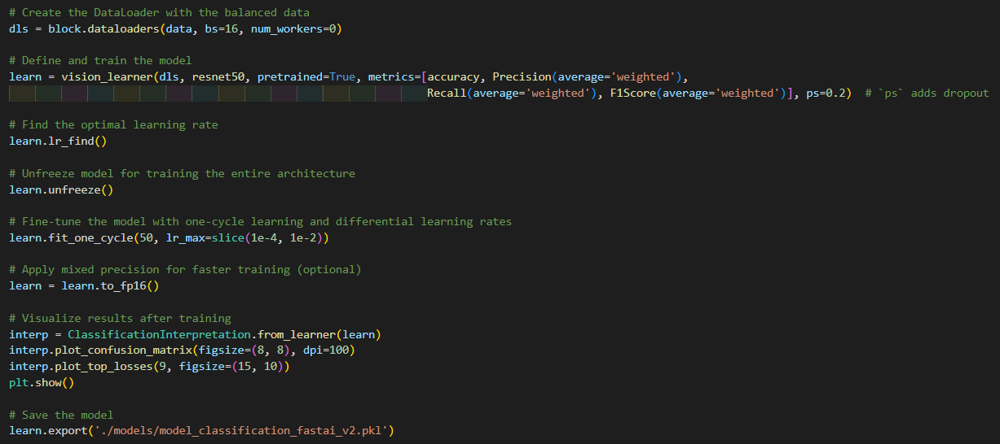 # Create the DataLoader with the balanced data
dls = block.dataloaders(data, bs=16, num_workers=0)
# Define and train the model
learn = vision_learner(dls, resnet50, pretrained=True, metrics=[accuracy, Precision(average='weighted'),
Recall(average='weighted'), F1Score(average='weighted')], ps=0.2)  # `ps` adds dropout
# Find the optimal learning rate
learn.lr_find()
# Unfreeze model for training the entire architecture
learn.unfreeze()
# Fine-tune the model with one-cycle learning and differential learning rates
learn.fit_one_cycle(50, lr_max=slice(1e-4, 1e-2))
# Apply mixed precision for faster training (optional)
learn = learn.to_fp16()
# Visualize results after training
interp = ClassificationInterpretation.from_learner(learn)
interp.plot_confusion_matrix(figsize=(8, 8), dpi=100)
interp.plot_top_losses(9, figsize=(15, 10))
plt.show()
# Save the model
learn.export('./models/model_classification_fastai_v2.pkl')